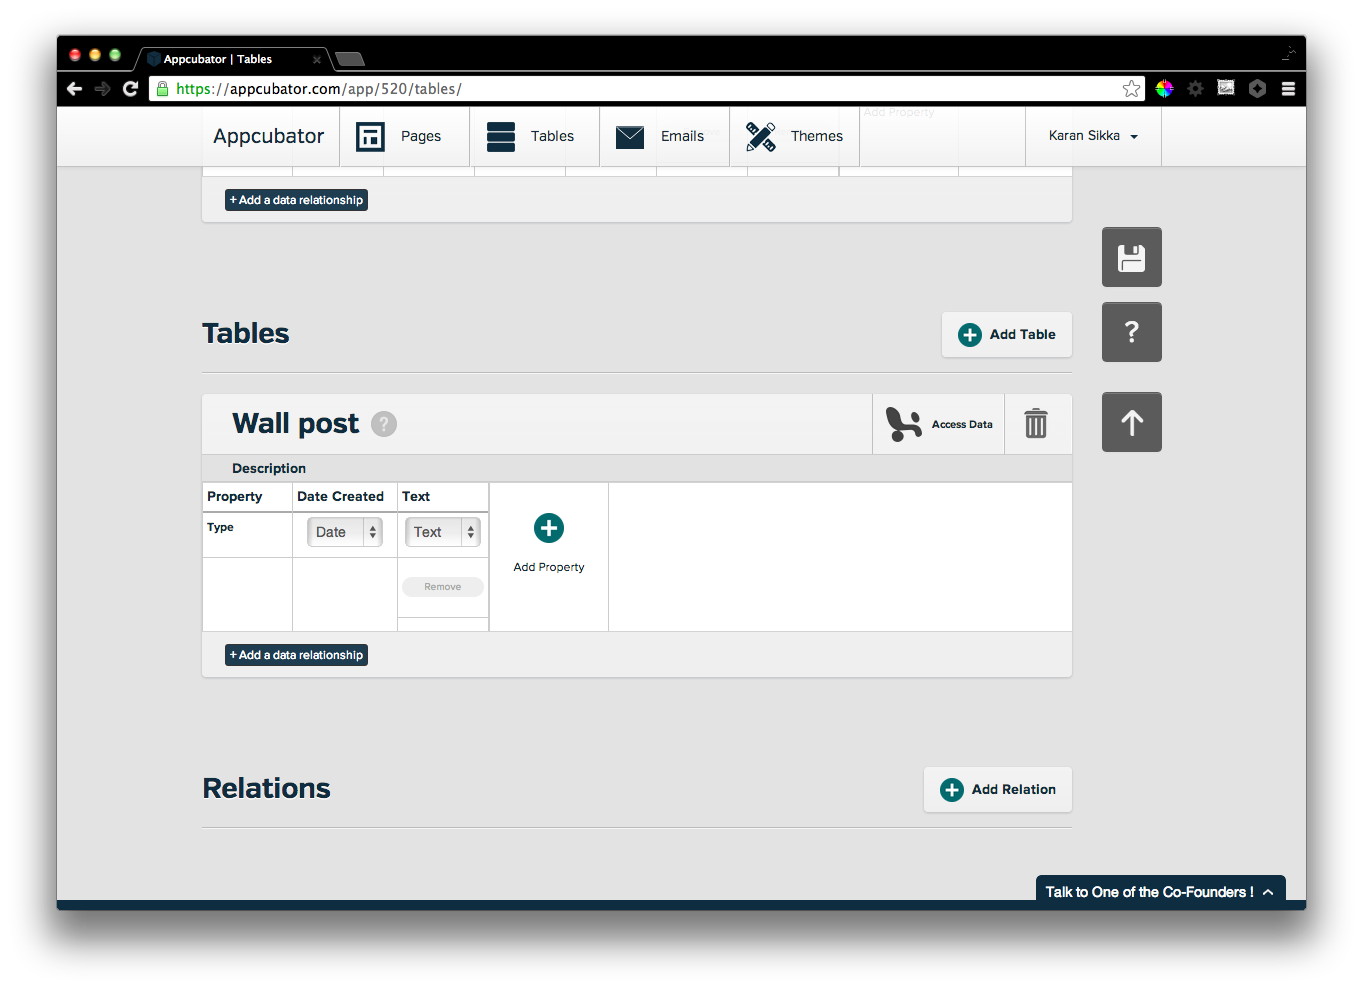 Appcubator | Tables
https://appcubator.com/app/520/tables/
Add Property
Appcubator
Pages
Tables
Emails
Themes
Karan Sikka
+ Add a data relationship
Tables
Add Table
?
Wall post ?
Access Data
Description
Property Date Created Text
Type Date Text
Remove
Add Property
+ Add a data relationship
Relations
Add Relation
Talk to One of the Co-Founders !